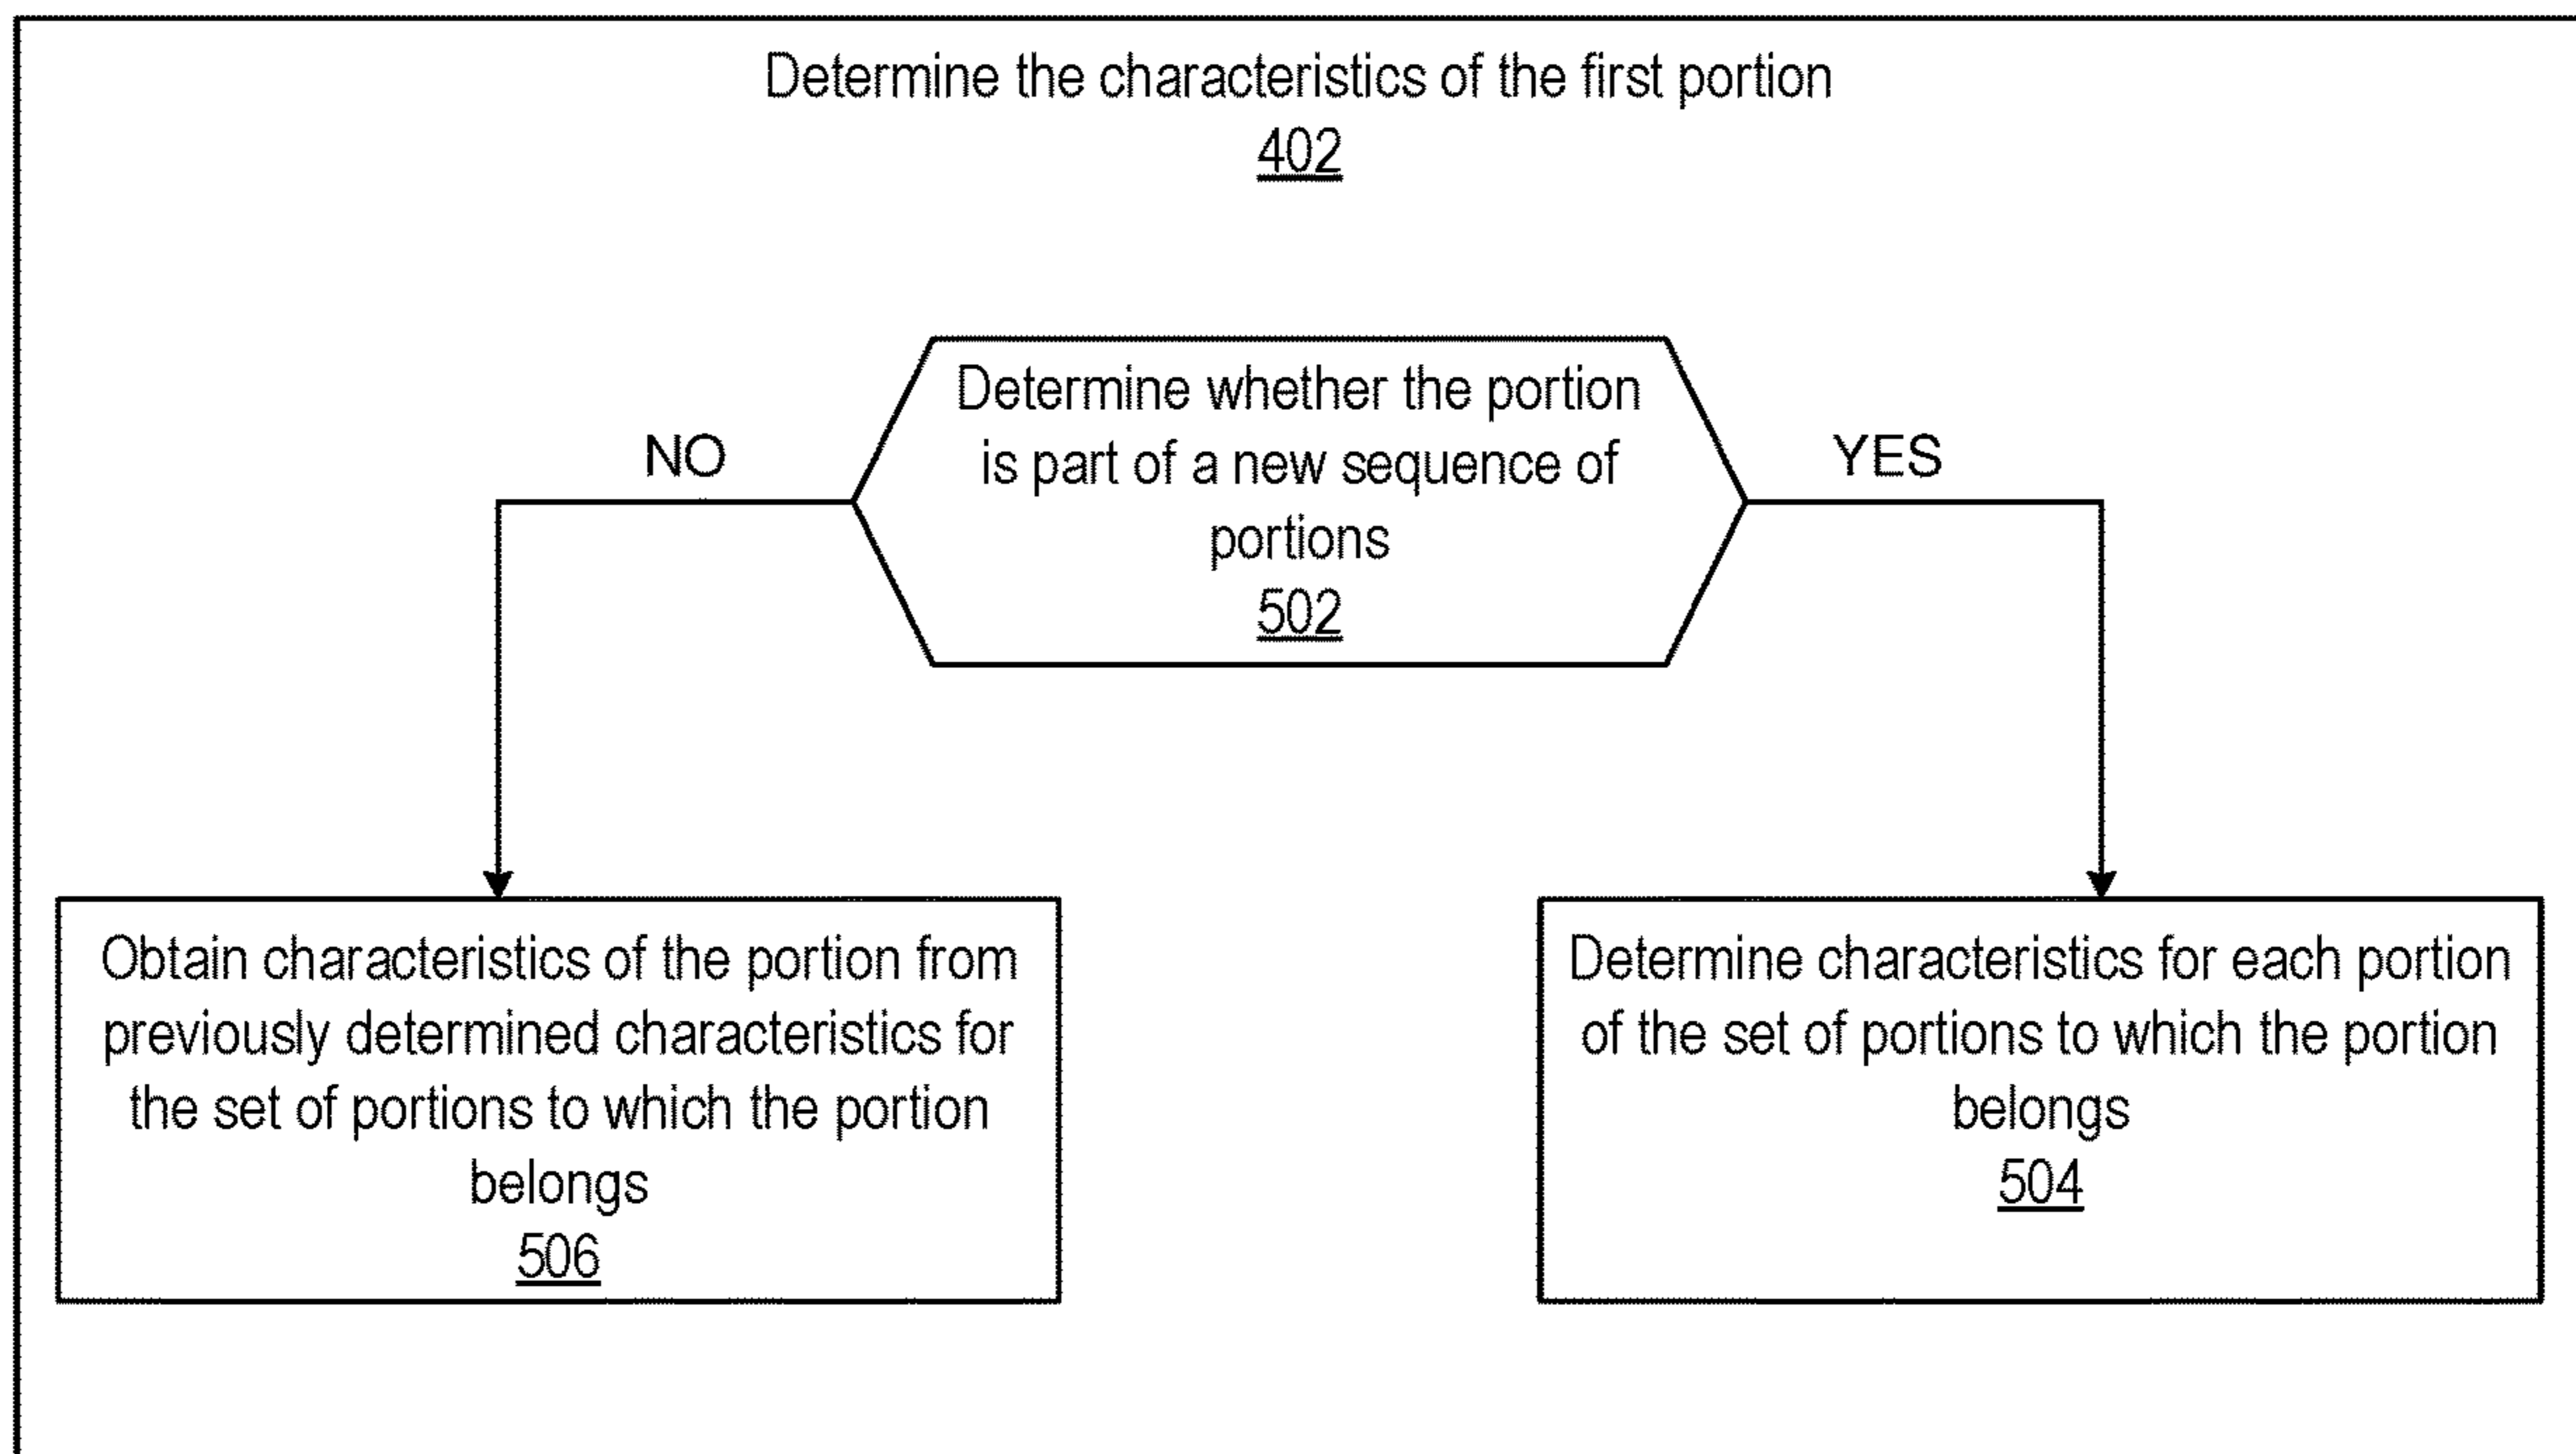 Determine the characteristics of the first portion
402
Determine whether the portion
is part of a new sequence of
portions
502
NO
YES
Obtain characteristics of the portion from
previously determined characteristics for
the set of portions to which the portion
belongs
506
Determine characteristics for each portion
of the set of portions to which the portion
belongs
504